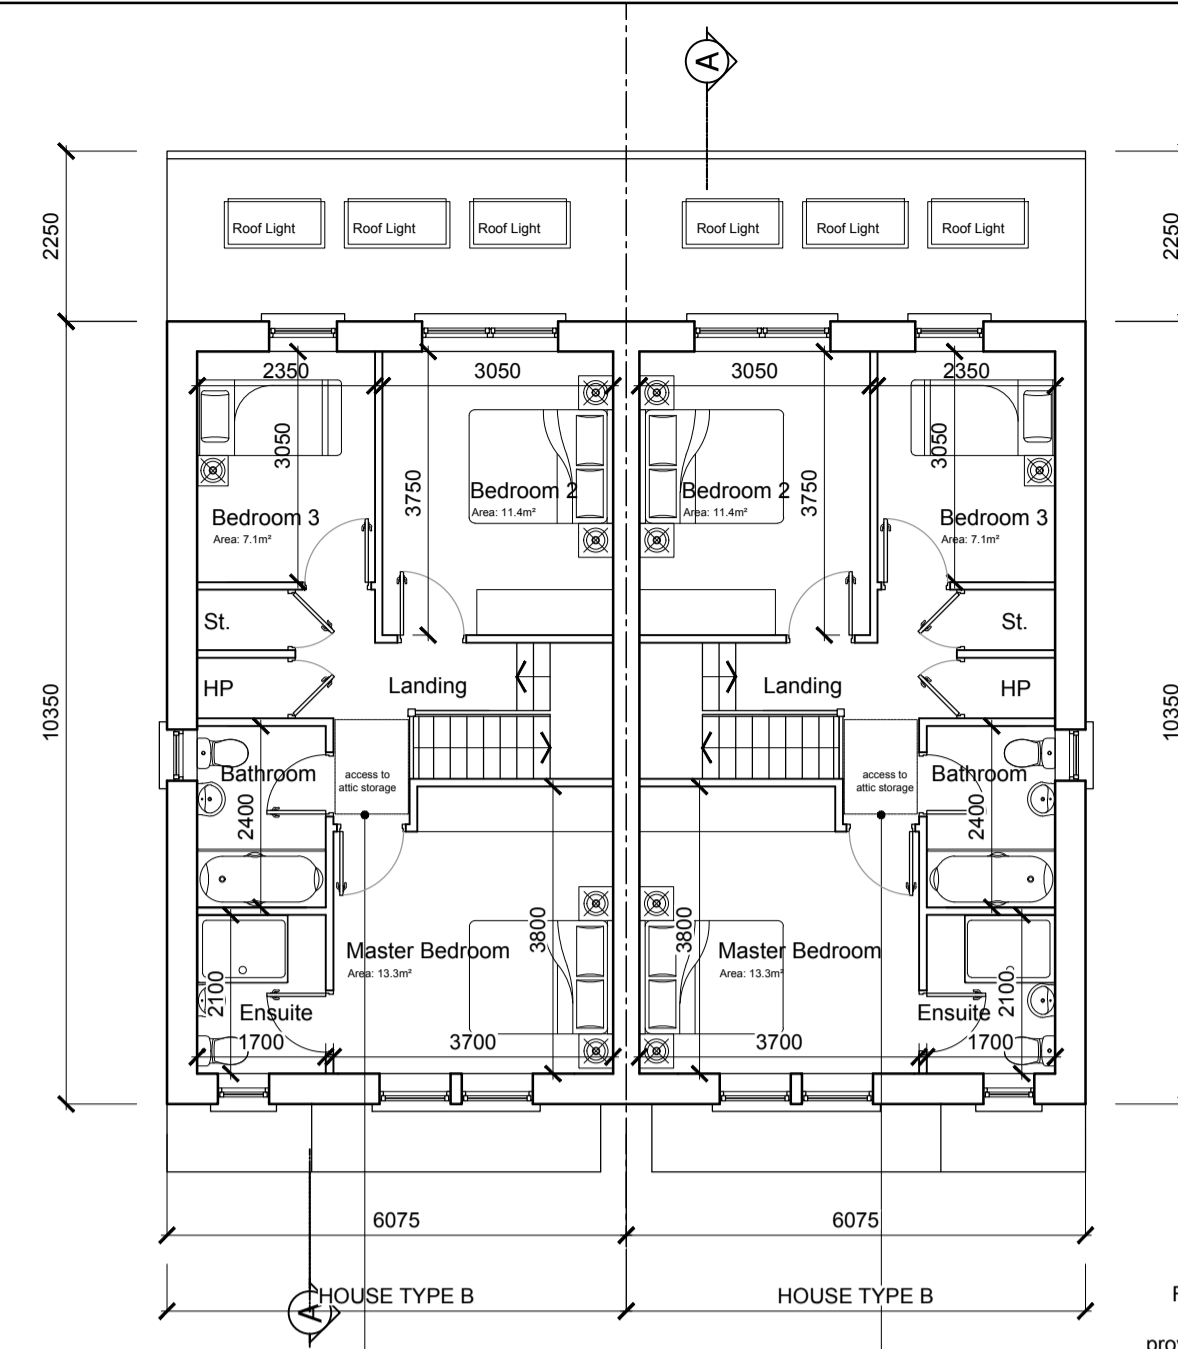 A
2250
2250
Roof Light Roof Light Roof Light Roof Light Roof Light Roof Light
2350 3050 3050 2350
3050 3750 3750 3050
Bedroom 2 Bedroom 2
Area: 11.4m² Area: 11.4m²
Bedroom 3 Bedroom 3
Area: 7.1m² Area: 7.1m²
St. St.
HP Landing Landing HP
10350 10350
Bathroom Bathroom
access to access to
attic storage attic storage
2400 2400
3800 3800
Master Bedroom Master Bedroom
Area: 13.3m² Area: 13.3m²
2100 2100
Ensuite Ensuite
1700 3700 3700 1700
6075 6075
HOUSE TYPE B HOUSE TYPE B
A